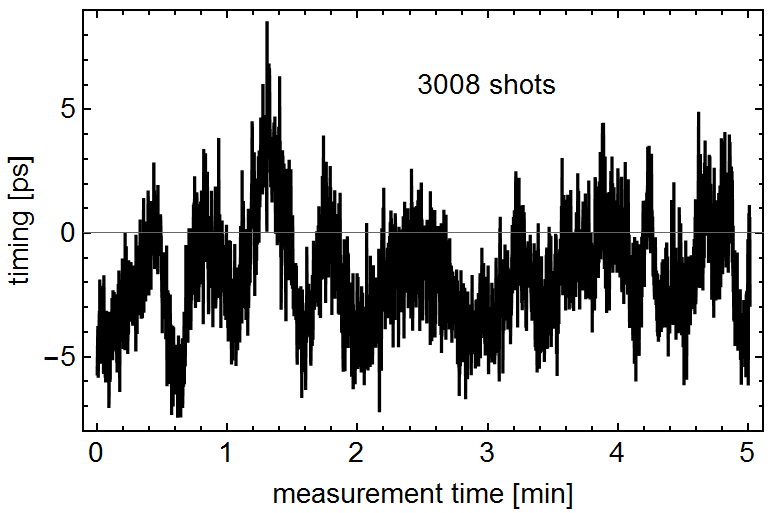 3008 shots
5
0
−5
timing [ps]
0 1 2 3 4 5
measurement time [min]